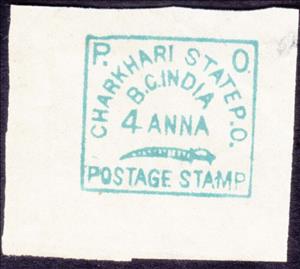 P. O.
CHARKHARI STATE P.O.
B.C. INDIA
4 ANNA
POSTAGE STAMP